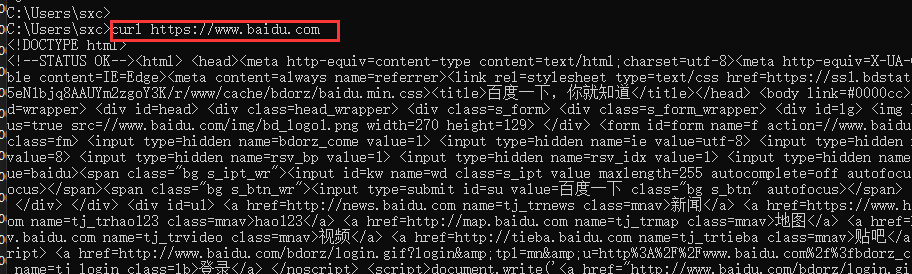 C:\Users\sxc>
C:\Users\sxc>curl https://www.baidu.com
<!DOCTYPE html>
<!--STATUS OK--><html> <head><meta http-equiv=content-type content=text/html;charset=utf-8><meta http-equiv=X-UA-C
ble content=IE=Edge><meta content=always name=referrer><link rel=stylesheet type=text/css href=https://ssl.bdstat
5eN1bjq8AAUYm2zgoY3K/r/www/cache/bdorz/baidu.min.css><title>百度一下，你就知道</title></head> <body link=#0000cc>
d=wrapper> <div id=head> <div class=head_wrapper> <div class=s_form> <div class=s_form_wrapper> <div id=lg> <img
us=true src=//www.baidu.com/img/bd_logo1.png width=270 height=129> </div> <form id=form name=f action=//www.baidu
class=fm> <input type=hidden name=bdorz_come value=1> <input type=hidden name=ie value=utf-8> <input type=hidden
value=8> <input type=hidden name=rsv_bp value=1> <input type=hidden name=rsv_idx value=1> <input type=hidden name
ue=baidu><span class="bg s_ipt_wr"><input id=kw name=wd class=s_ipt value maxlength=255 autocomplete=off autofocu
ocus></span><span class="bg s_btn_wr"><input type=submit id=su value=百度一下 class="bg s_btn" autofocus></span>
</div> </div> <div id=u1> <a href=http://news.baidu.com name=tj_trnews class=mnav>新闻</a> <a href=https://www.h
om name=tj_trhao123 class=mnav>hao123</a> <a href=http://map.baidu.com name=tj_trmap class=mnav>地图</a> <a href=
v.baidu.com name=tj_trvideo class=mnav>视频</a> <a href=http://tieba.baidu.com name=tj_trtieba class=mnav>贴吧</a
ript> <a href=http://www.baidu.com/bdorz/login.gif?login&amp;tpl=mn&amp;u=http%3A%2F%2Fwww.baidu.com%2f%3fbdorz_c
name=tj_login class=lb>登录</a> </noscript> <script>document.write('<a href="http://www.baidu.com/bdorz/login.gi